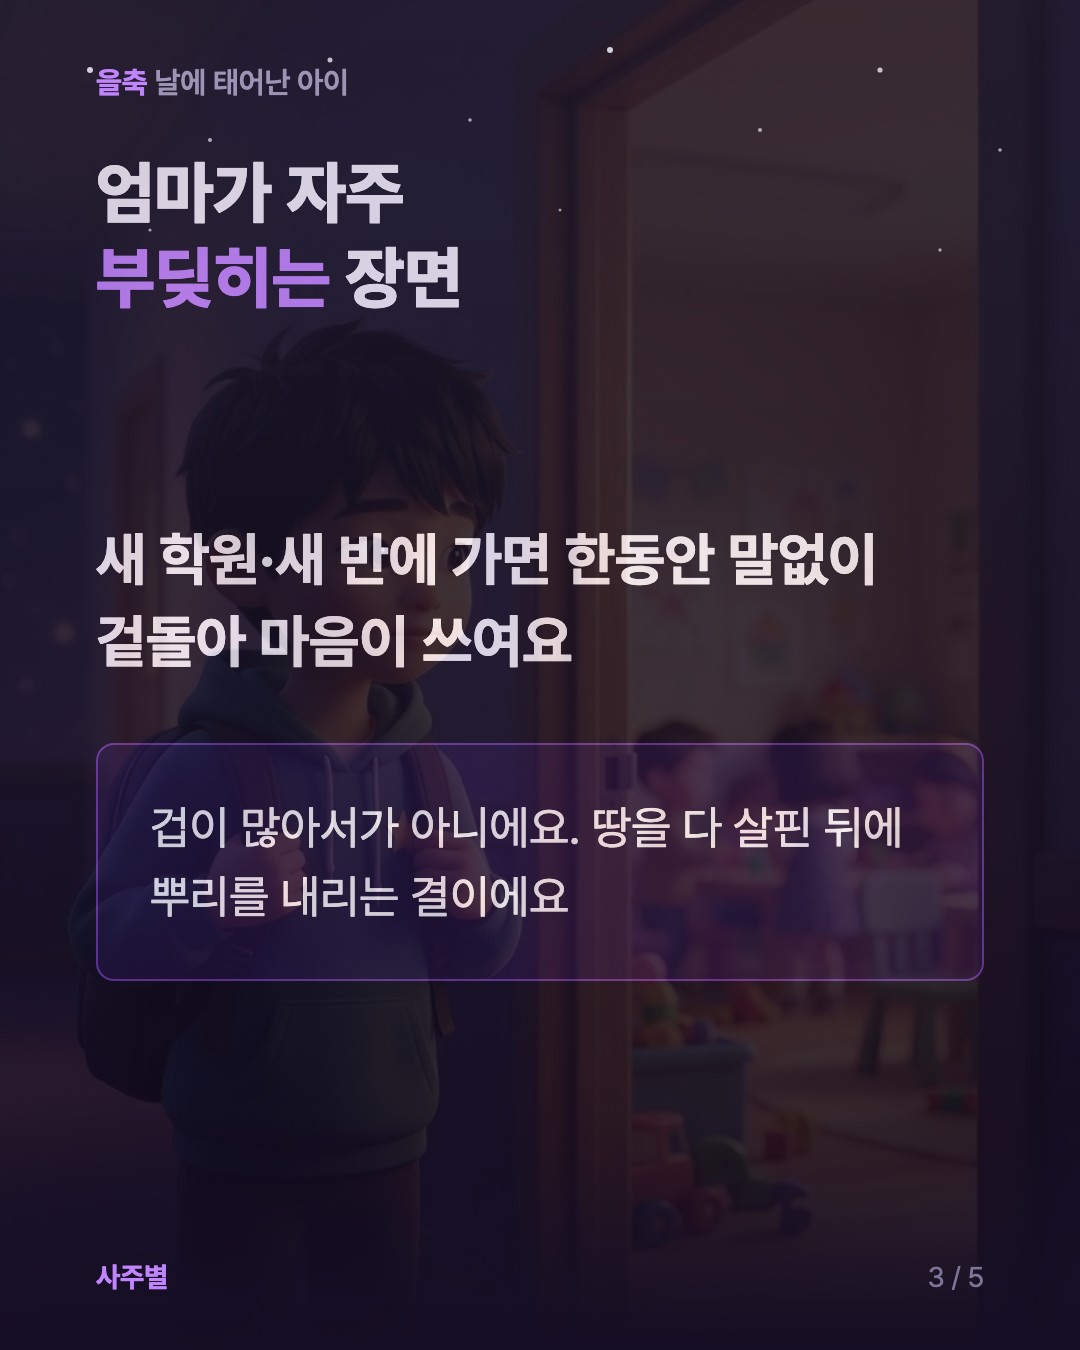 을축 날에 태어난 아이
엄마가 자주
부딪히는 장면
새 학원·새 반에 가면 한동안 말없이
겉돌아 마음이 쓰여요
겁이 많아서가 아니에요. 땅을 다 살핀 뒤에
뿌리를 내리는 결이에요
사주별
3 / 5